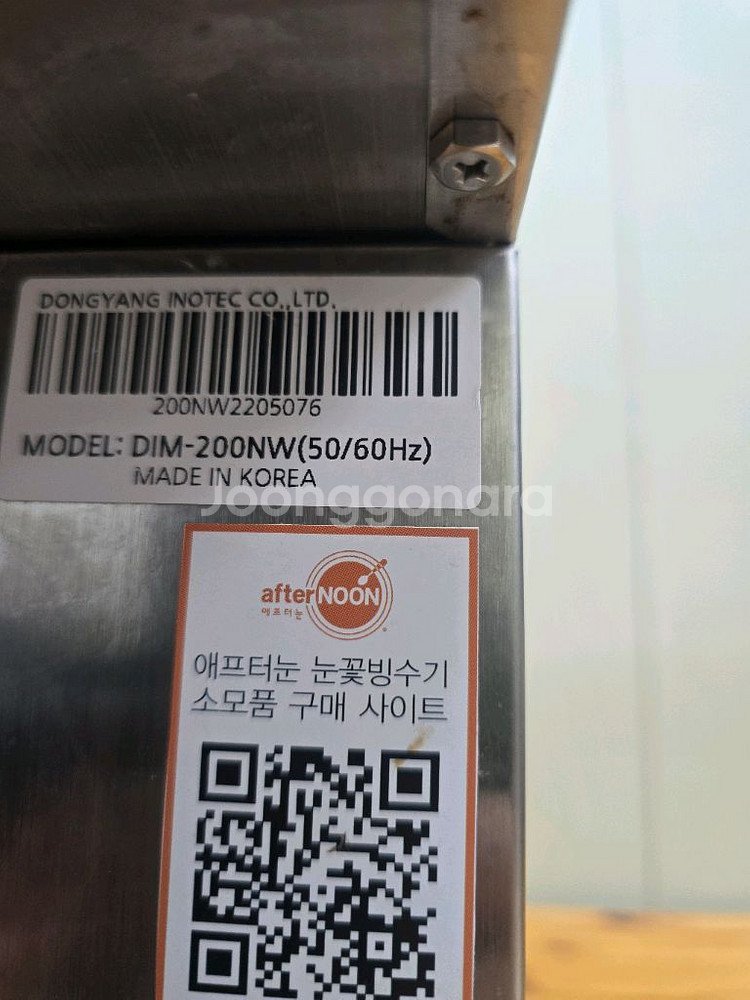 DONGYANG INOTEC CO.,LTD.
200NW2205076
MODEL: DIM-200NW(50/60Hz)
MADE IN KOREA
Joonggonara
afterNOON
애프터눈
애프터눈 눈꽃빙수기
소모품 구매 사이트